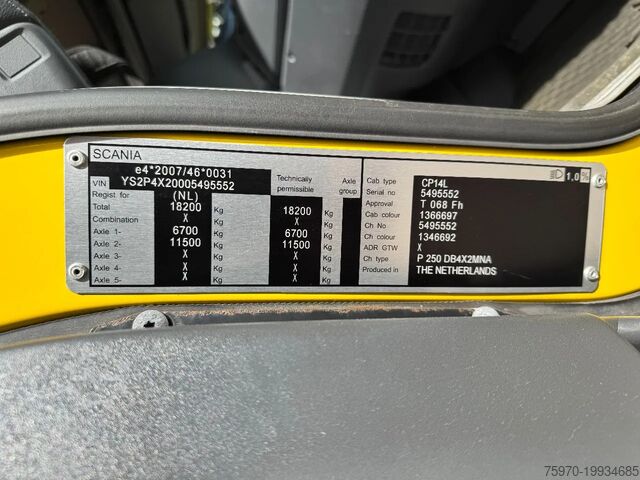 SCANIA
e4*2007/46*0031
VIN YS2P4X20005495552
Regist for (NL) Technically permissible Axle group
Total 18200 Kg 18200 Kg
Combination X Kg X Kg
Axle 1- 6700 Kg 6700 Kg
Axle 2- 11500 Kg 11500 Kg
Axle 3- X Kg X Kg
Axle 4- X Kg X Kg
Axle 5- X Kg X Kg
1.0%
Cab type CP14L
Serial no 5495552
Approval T 068 Fh
Cab colour 1366697
Ch No 5495552
Ch colour 1346692
ADR GTW X
Ch type P 250 DB4X2MNA
Produced in THE NETHERLANDS
75970-19934685